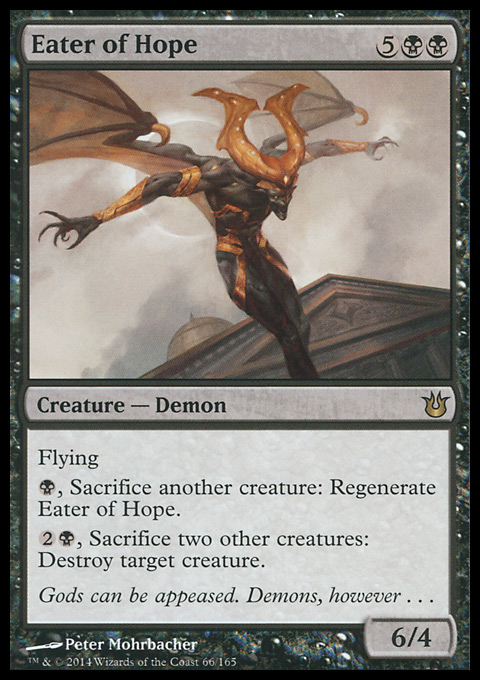 Eater of Hope 5
Creature — Demon
Flying
, Sacrifice another creature: Regenerate
Eater of Hope.
2 , Sacrifice two other creatures:
Destroy target creature.
Gods can be appeased. Demons, however . . .
Peter Mohrbacher
™ & © 2014 Wizards of the Coast 66/165
6/4